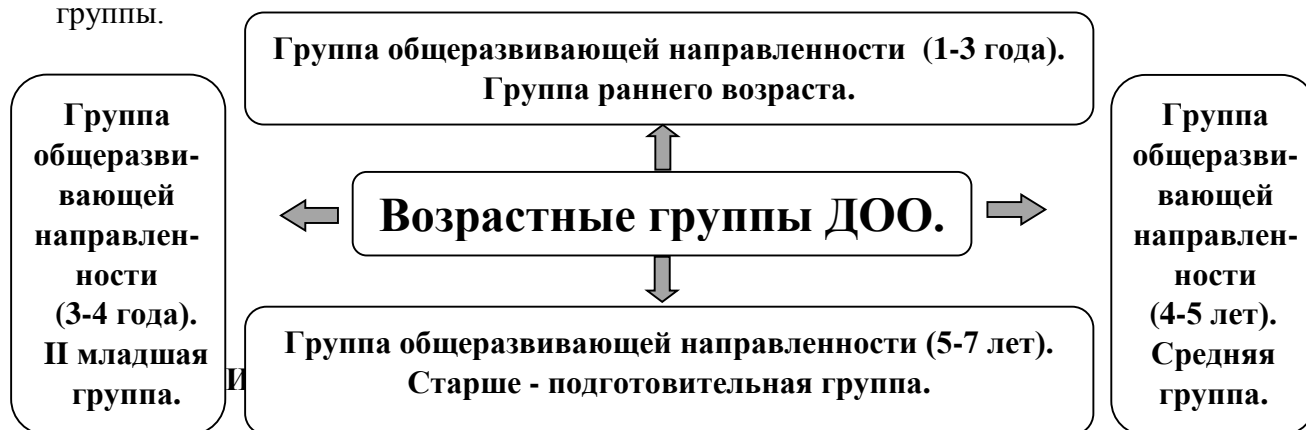 группы.
Группа общеразвивающей направленности (1-3 года).
Группа раннего возраста.
Группа
общеразви-
вающей
направлен-
ности
(3-4 года).
II младшая
группа.
Возрастные группы ДОО.
Группа
общеразви-
вающей
направлен-
ности
(4-5 лет).
Средняя
группа.
Группа общеразвивающей направленности (5-7 лет).
Старше - подготовительная группа.